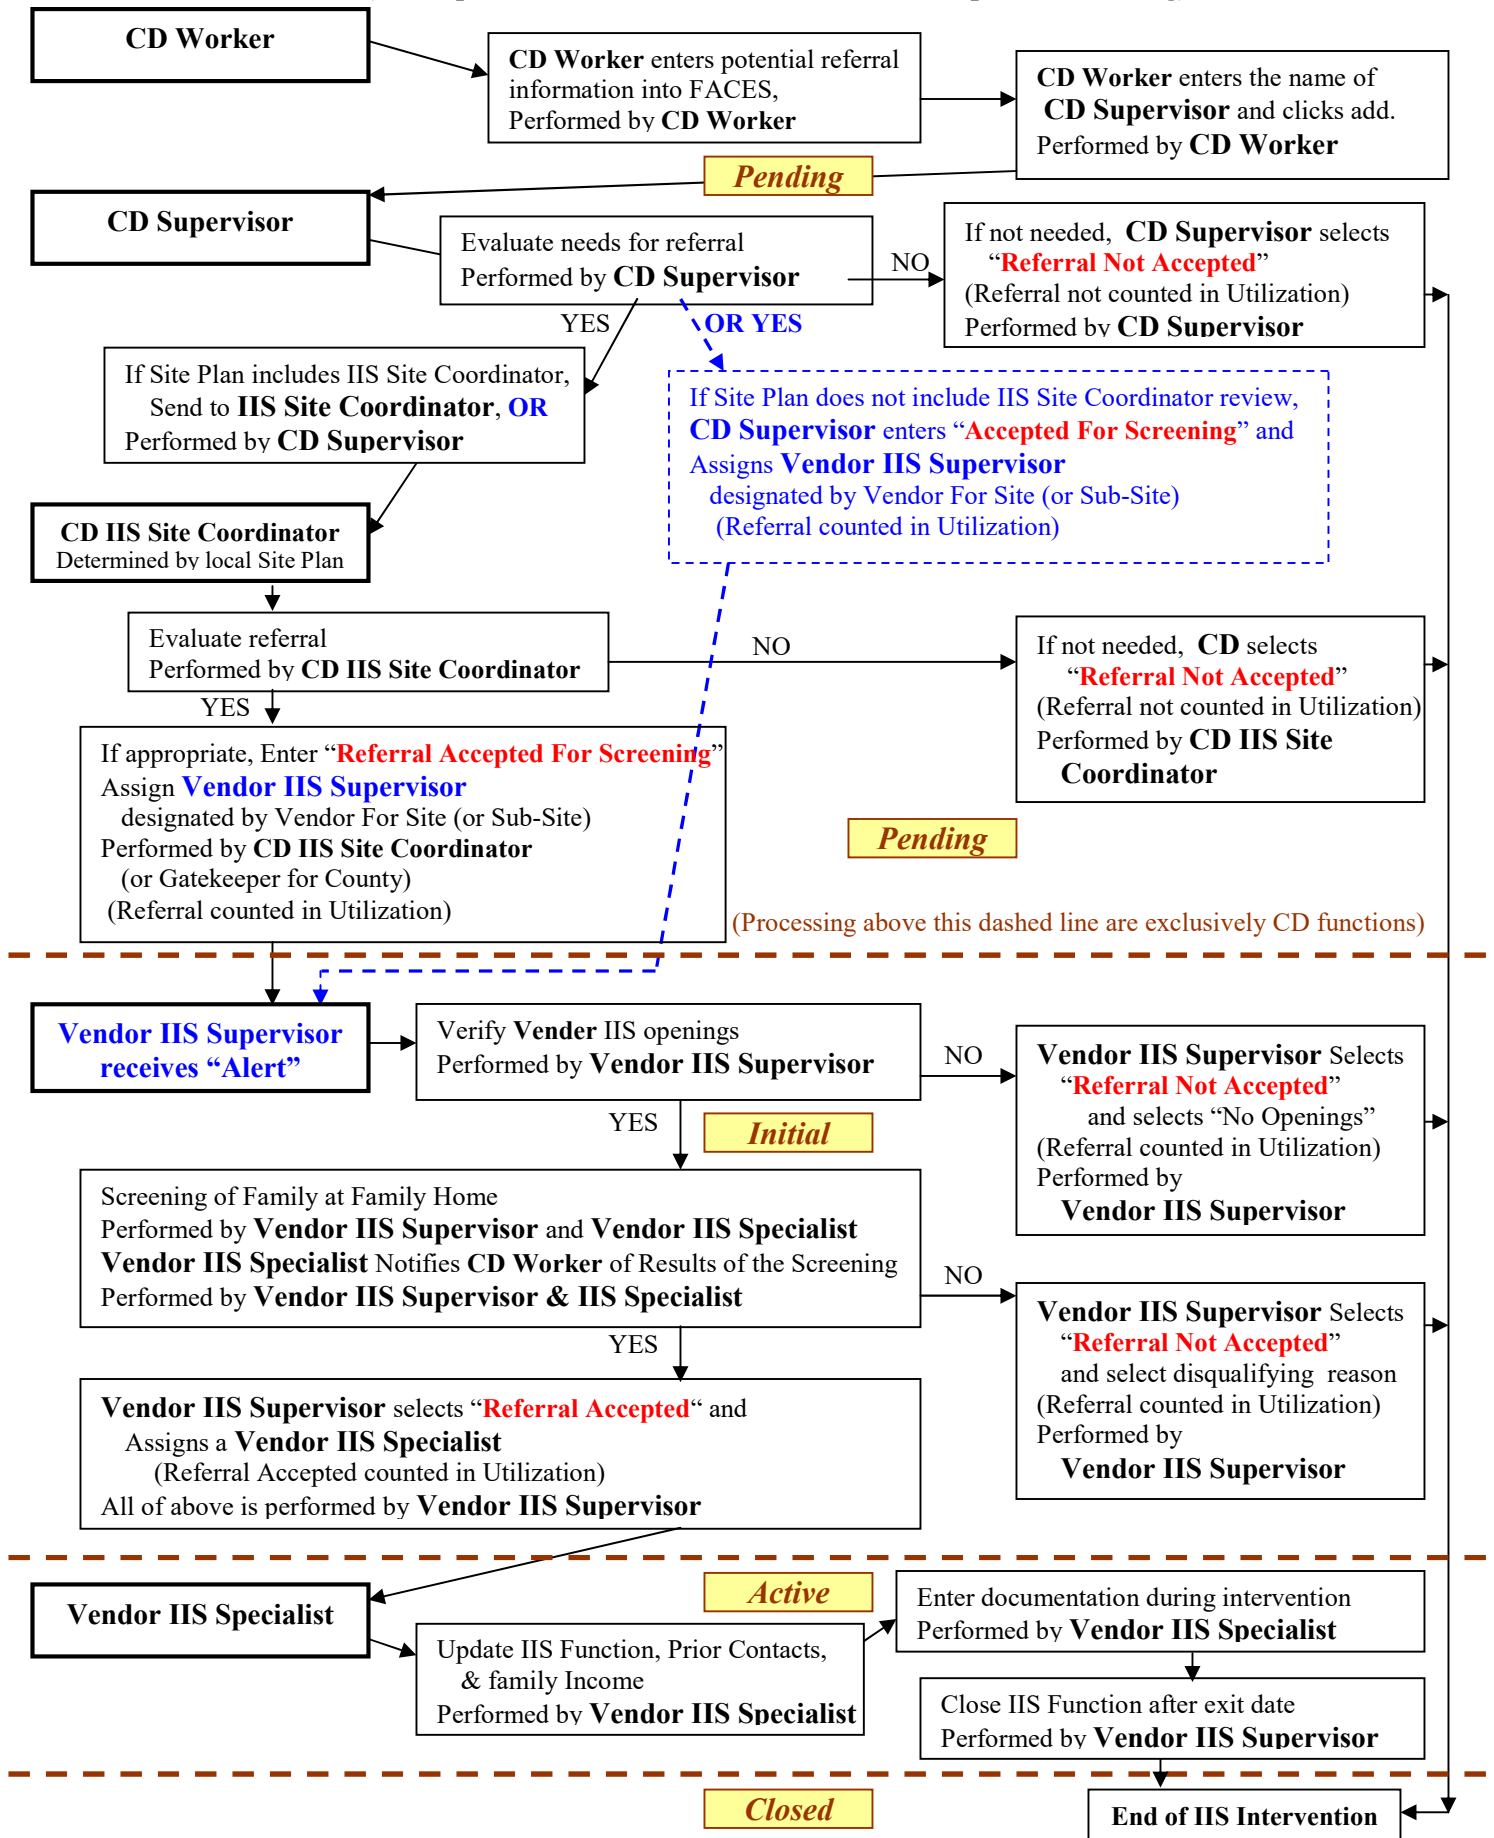 CD Worker
CD Worker enters potential referral
information into FACES,
Performed by CD Worker
CD Worker enters the name of
CD Supervisor and clicks add.
Performed by CD Worker
Pending
CD Supervisor
Evaluate needs for referral
Performed by CD Supervisor
NO
If not needed, CD Supervisor selects
“Referral Not Accepted”
(Referral not counted in Utilization)
Performed by CD Supervisor
YES
OR YES
If Site Plan includes IIS Site Coordinator,
Send to IIS Site Coordinator, OR
Performed by CD Supervisor
If Site Plan does not include IIS Site Coordinator review,
CD Supervisor enters “Accepted For Screening” and
Assigns Vendor IIS Supervisor
designated by Vendor For Site (or Sub-Site)
(Referral counted in Utilization)
CD IIS Site Coordinator
Determined by local Site Plan
Evaluate referral
Performed by CD IIS Site Coordinator
NO
If not needed, CD selects
“Referral Not Accepted”
(Referral not counted in Utilization)
Performed by CD IIS Site
Coordinator
YES
If appropriate, Enter “Referral Accepted For Screening”
Assign Vendor IIS Supervisor
designated by Vendor For Site (or Sub-Site)
Performed by CD IIS Site Coordinator
(or Gatekeeper for County)
(Referral counted in Utilization)
Pending
(Processing above this dashed line are exclusively CD functions)
Vendor IIS Supervisor
receives “Alert”
Verify Vender IIS openings
Performed by Vendor IIS Supervisor
NO
Vendor IIS Supervisor Selects
“Referral Not Accepted”
and selects “No Openings”
(Referral counted in Utilization)
Performed by
Vendor IIS Supervisor
YES
Initial
Screening of Family at Family Home
Performed by Vendor IIS Supervisor and Vendor IIS Specialist
Vendor IIS Specialist Notifies CD Worker of Results of the Screening
Performed by Vendor IIS Supervisor & IIS Specialist
NO
Vendor IIS Supervisor Selects
“Referral Not Accepted”
and select disqualifying reason
(Referral counted in Utilization)
Performed by
Vendor IIS Supervisor
YES
Vendor IIS Supervisor selects “Referral Accepted“ and
Assigns a Vendor IIS Specialist
(Referral Accepted counted in Utilization)
All of above is performed by Vendor IIS Supervisor
Vendor IIS Specialist
Active
Enter documentation during intervention
Performed by Vendor IIS Specialist
Update IIS Function, Prior Contacts,
& family Income
Performed by Vendor IIS Specialist
Close IIS Function after exit date
Performed by Vendor IIS Supervisor
Closed
End of IIS Intervention